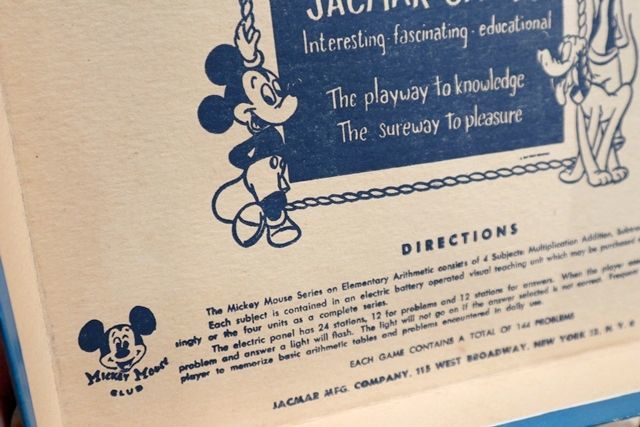 JACMAR
Interesting · fascinating · educational
The playway to knowledge
The sureway to pleasure
DIRECTIONS
The Mickey Mouse Series on Elementary Arithmetic consists of 4 Subjects: Multiplication Addition,
Each subject is contained in an electric battery operated visual teaching unit which may be purchased
singly or the four units as a complete series.
The electric panel has 24 stations, 12 for problems and 12 stations for answers. When the player
problem and answer a light will flash. The light will not go on if the answer selected is not correct. Frequent
player to memorize basic arithmetic tables and problems encountered in daily use.
EACH GAME CONTAINS A TOTAL OF 144 PROBLEMS
JACMAR MFG. COMPANY, 115 WEST BROADWAY, NEW YORK 13, N. Y.
MICKEY MOUSE
CLUB